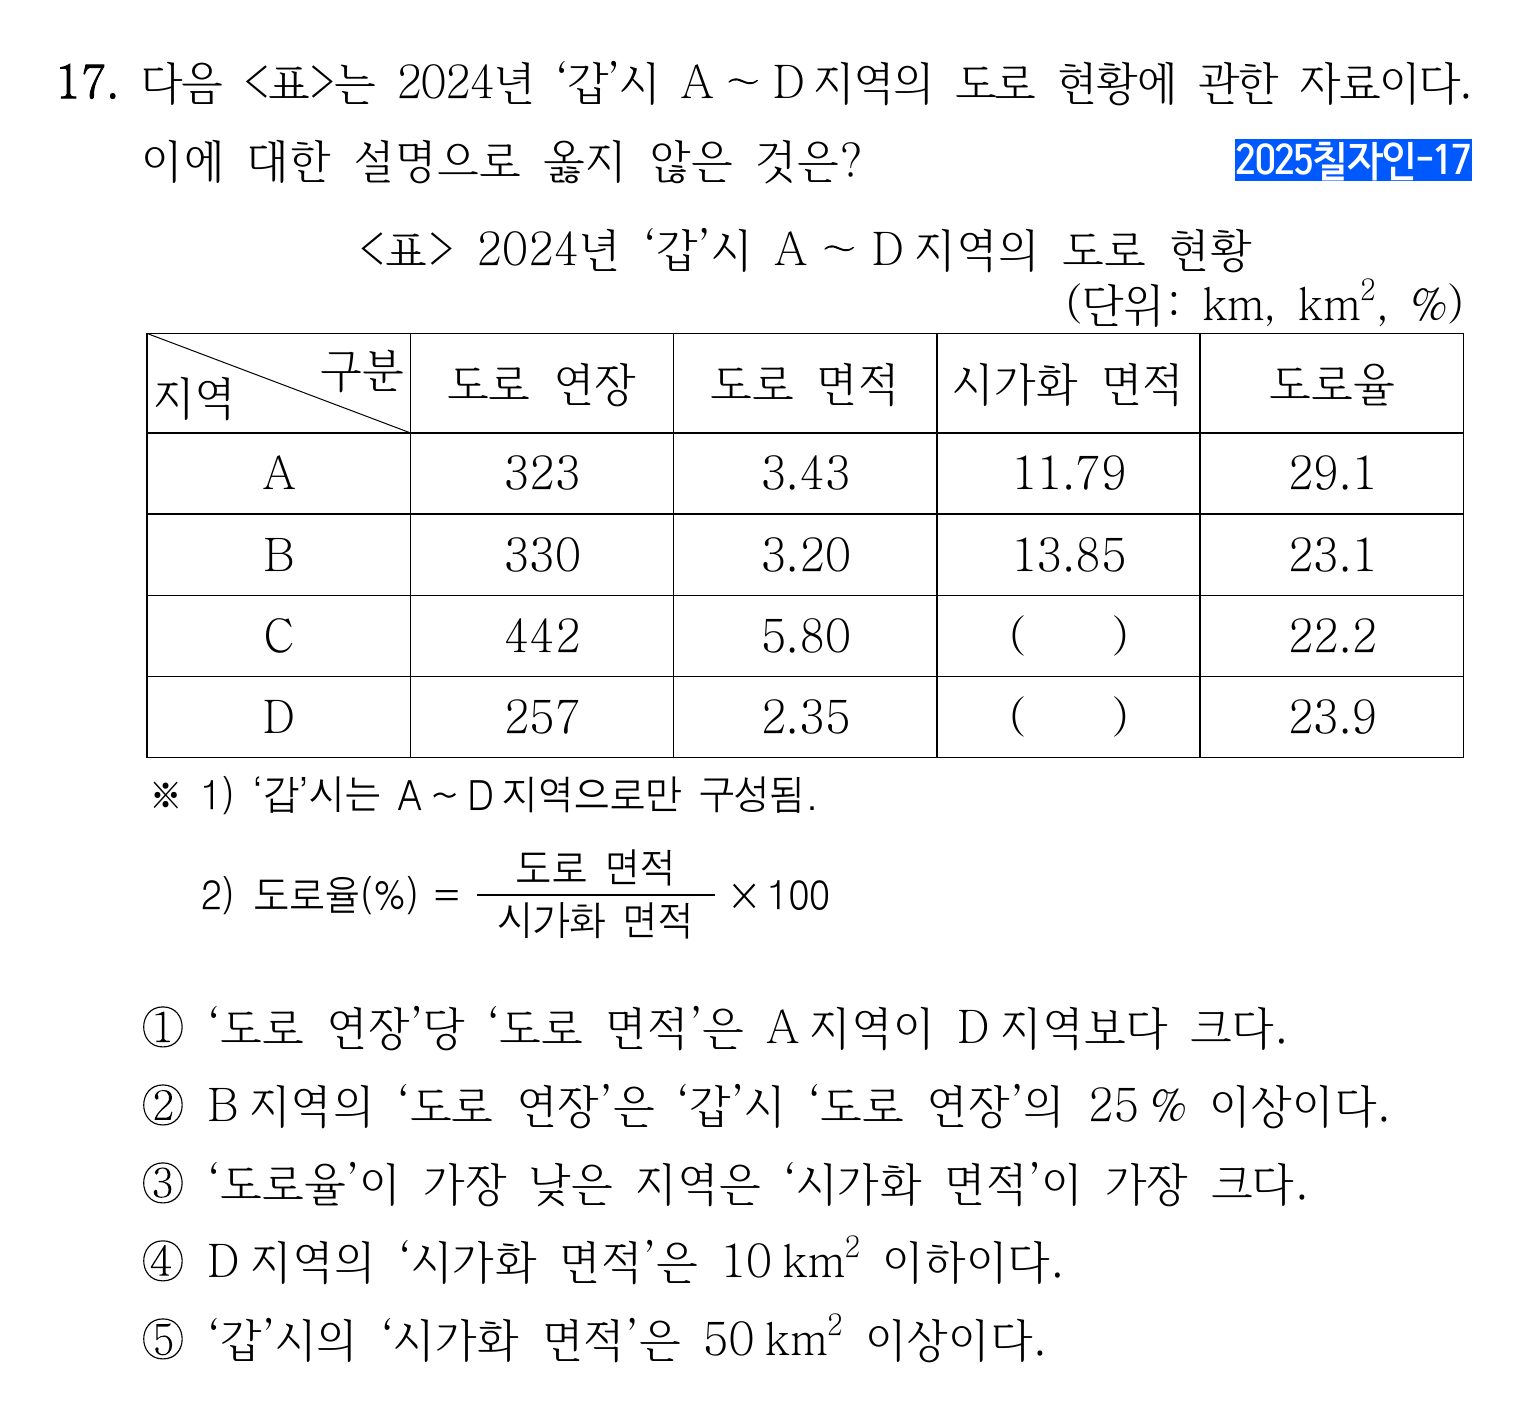 17. 다음 <표>는 2024년 ‘갑’시 A ~ D 지역의 도로 현황에 관한 자료이다.
이에 대한 설명으로 옳지 않은 것은?
2025칠자인-17
<표> 2024년 ‘갑’시 A ~ D 지역의 도로 현황
(단위: km, km², %)
구분 지역 도로 연장 도로 면적 시가화 면적 도로율
A 323 3.43 11.79 29.1
B 330 3.20 13.85 23.1
C 442 5.80 ( ) 22.2
D 257 2.35 ( ) 23.9
※ 1) ‘갑’시는 A ~ D 지역으로만 구성됨.
2) 도로율(%) = 도로 면적 / 시가화 면적 × 100
① ‘도로 연장’당 ‘도로 면적’은 A 지역이 D 지역보다 크다.
② B 지역의 ‘도로 연장’은 ‘갑’시 ‘도로 연장’의 25 % 이상이다.
③ ‘도로율’이 가장 낮은 지역은 ‘시가화 면적’이 가장 크다.
④ D 지역의 ‘시가화 면적’은 10 km² 이하이다.
⑤ ‘갑’시의 ‘시가화 면적’은 50 km² 이상이다.